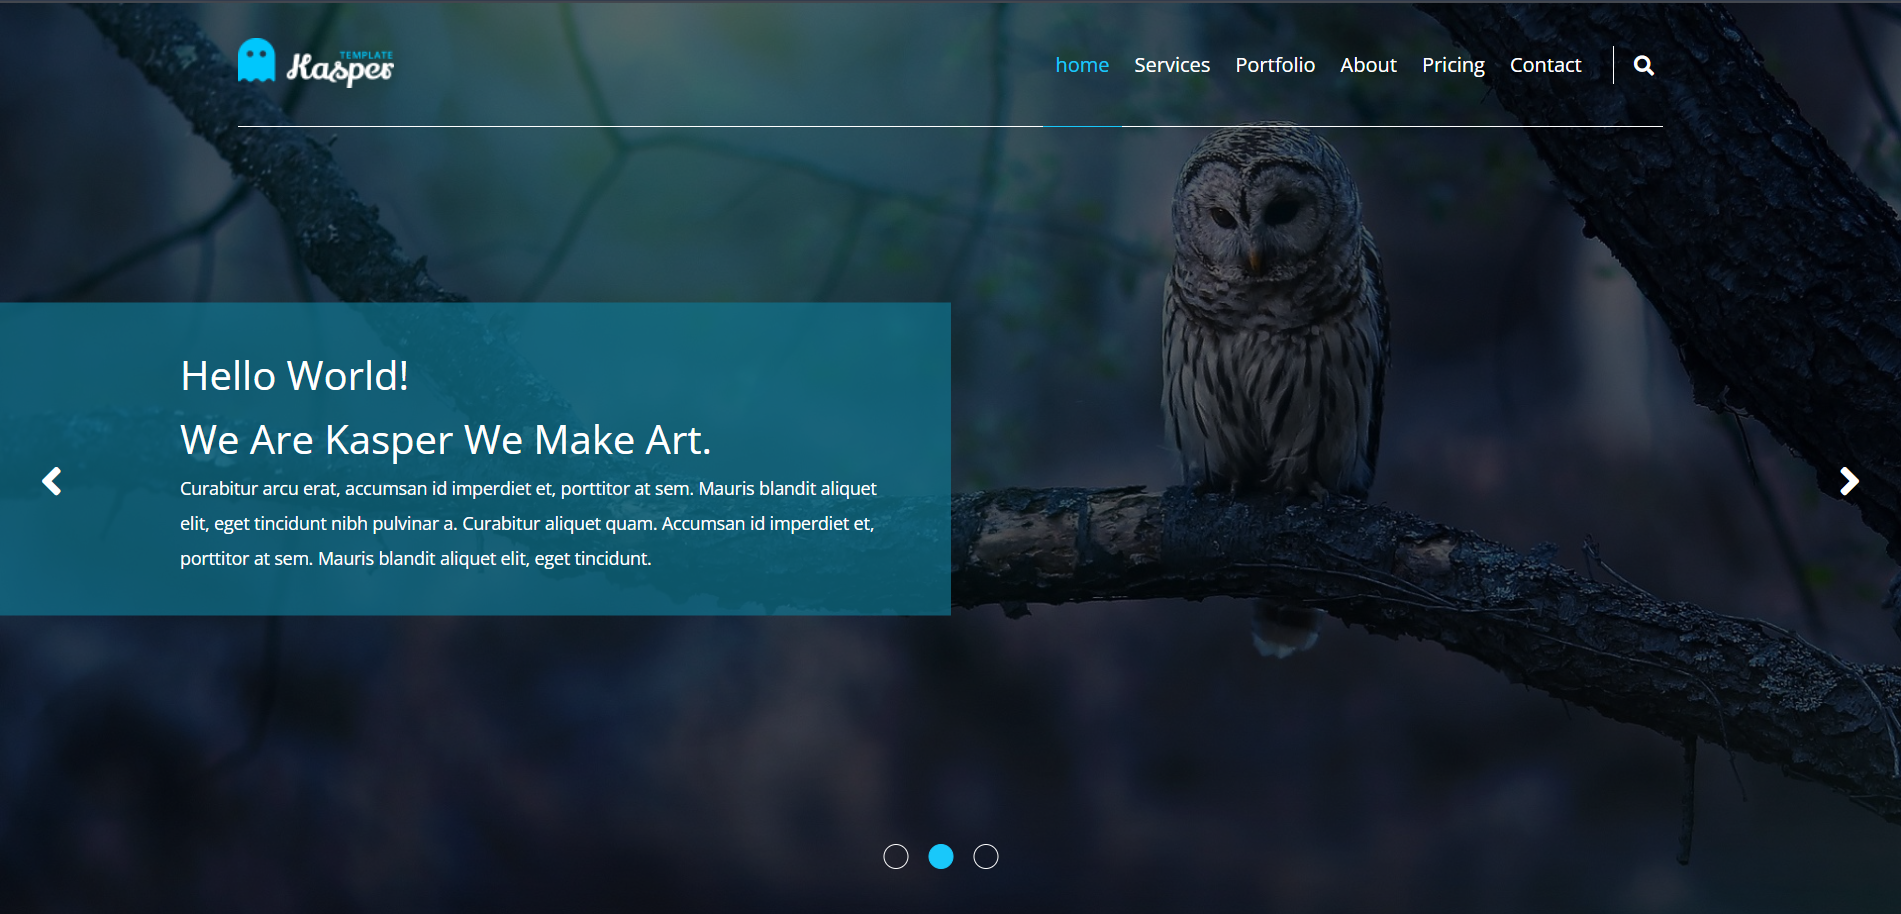 TEMPLATE
Kasper
home Services Portfolio About Pricing Contact
Hello World!
We Are Kasper We Make Art.
Curabitur arcu erat, accumsan id imperdiet et, porttitor at sem. Mauris blandit aliquet
elit, eget tincidunt nibh pulvinar a. Curabitur aliquet quam. Accumsan id imperdiet et,
porttitor at sem. Mauris blandit aliquet elit, eget tincidunt.